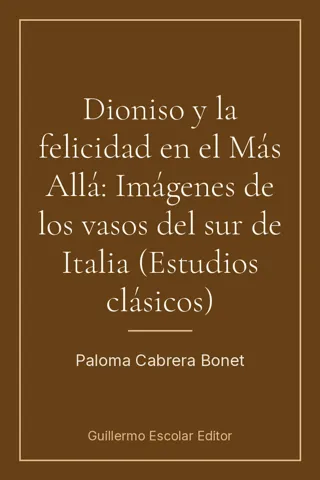 Dioniso y la
felicidad en el Más
Allá: Imágenes de
los vasos del sur de
Italia (Estudios
clásicos)
Paloma Cabrera Bonet
Guillermo Escolar Editor